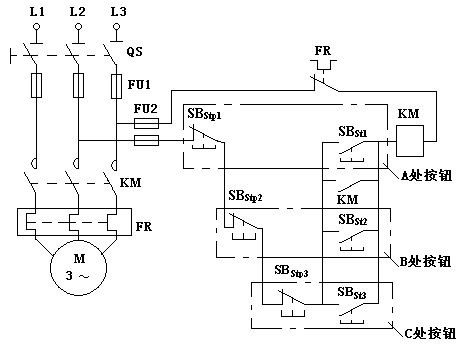 L1 L2 L3
QS
FR
FU1
FU2
SBStp1
SBSt1
KM
A处按钮
KM
KM
SBStp2
SBSt2
FR
B处按钮
M
3 ~
SBStp3
SBSt3
C处按钮